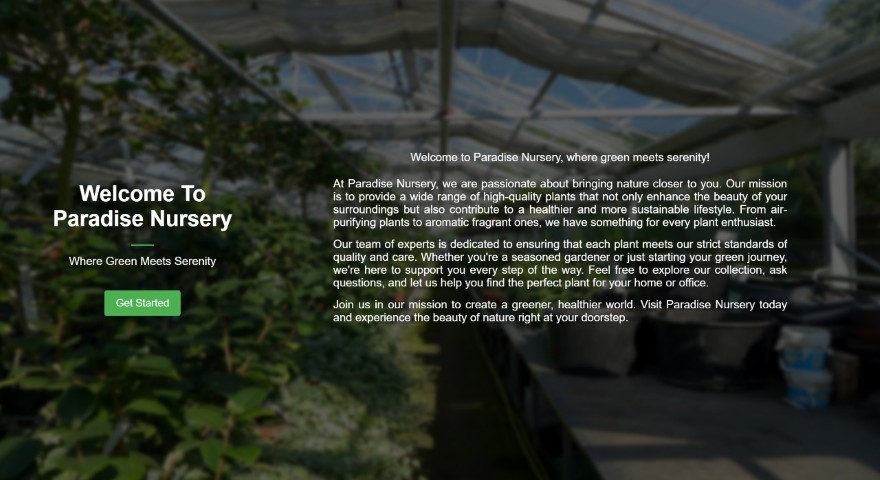 Welcome To
Paradise Nursery
Where Green Meets Serenity
Get Started
Welcome to Paradise Nursery, where green meets serenity!
At Paradise Nursery, we are passionate about bringing nature closer to you. Our mission
is to provide a wide range of high-quality plants that not only enhance the beauty of your
surroundings but also contribute to a healthier and more sustainable lifestyle. From air-
purifying plants to aromatic fragrant ones, we have something for every plant enthusiast.
Our team of experts is dedicated to ensuring that each plant meets our strict standards of
quality and care. Whether you're a seasoned gardener or just starting your green journey,
we're here to support you every step of the way. Feel free to explore our collection, ask
questions, and let us help you find the perfect plant for your home or office.
Join us in our mission to create a greener, healthier world. Visit Paradise Nursery today
and experience the beauty of nature right at your doorstep.